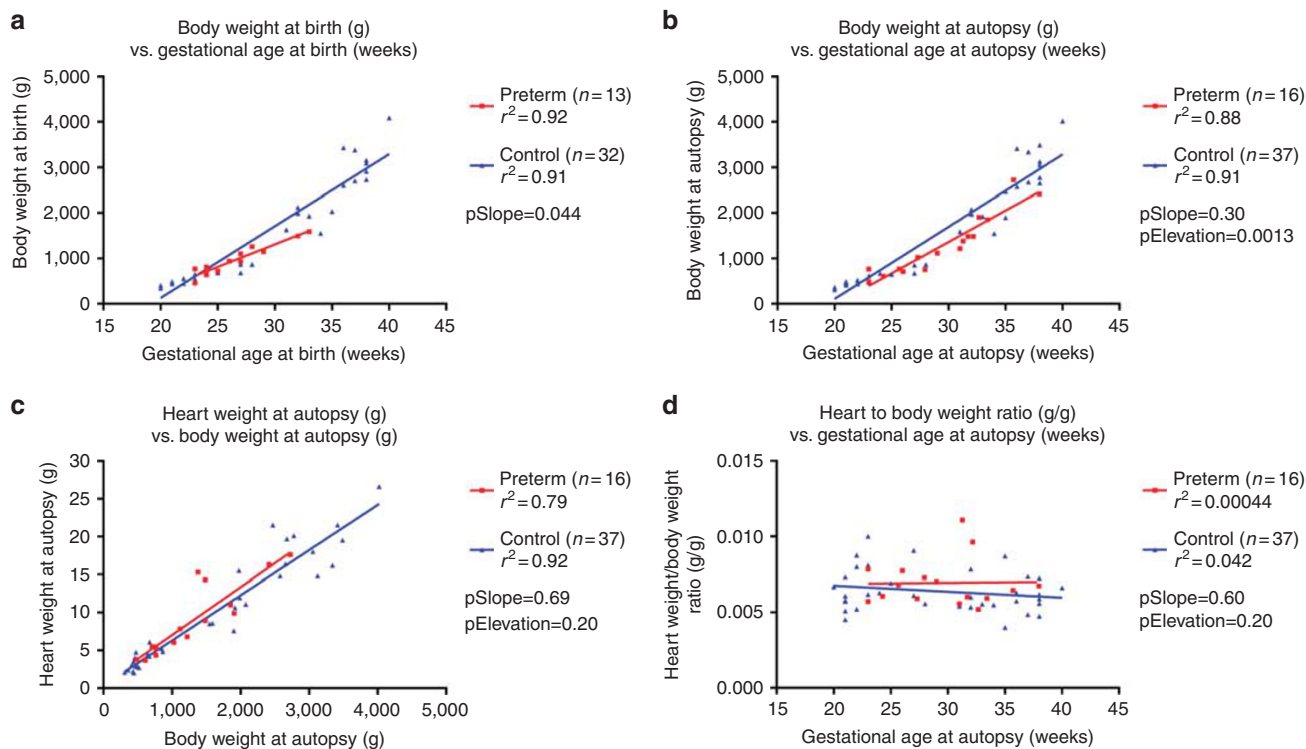 a
Body weight at birth (g)
vs. gestational age at birth (weeks)
Body weight at birth (g)
5,000
4,000
3,000
2,000
1,000
0
15 20 25 30 35 40 45
Gestational age at birth (weeks)
Preterm (n=13)
r²=0.92
Control (n=32)
r²=0.91
pSlope=0.044
b
Body weight at autopsy (g)
vs. gestational age at autopsy (weeks)
Body weight at autopsy (g)
5,000
4,000
3,000
2,000
1,000
0
15 20 25 30 35 40 45
Gestational age at autopsy (weeks)
Preterm (n=16)
r²=0.88
Control (n=37)
r²=0.91
pSlope=0.30
pElevation=0.0013
c
Heart weight at autopsy (g)
vs. body weight at autopsy (g)
Heart weight at autopsy (g)
30
25
20
15
10
5
0
0 1,000 2,000 3,000 4,000 5,000
Body weight at autopsy (g)
Preterm (n=16)
r²=0.79
Control (n=37)
r²=0.92
pSlope=0.69
pElevation=0.20
d
Heart to body weight ratio (g/g)
vs. gestational age at autopsy (weeks)
Heart weight/body weight
ratio (g/g)
0.015
0.010
0.005
0.000
15 20 25 30 35 40 45
Gestational age at autopsy (weeks)
Preterm (n=16)
r²=0.00044
Control (n=37)
r²=0.042
pSlope=0.60
pElevation=0.20